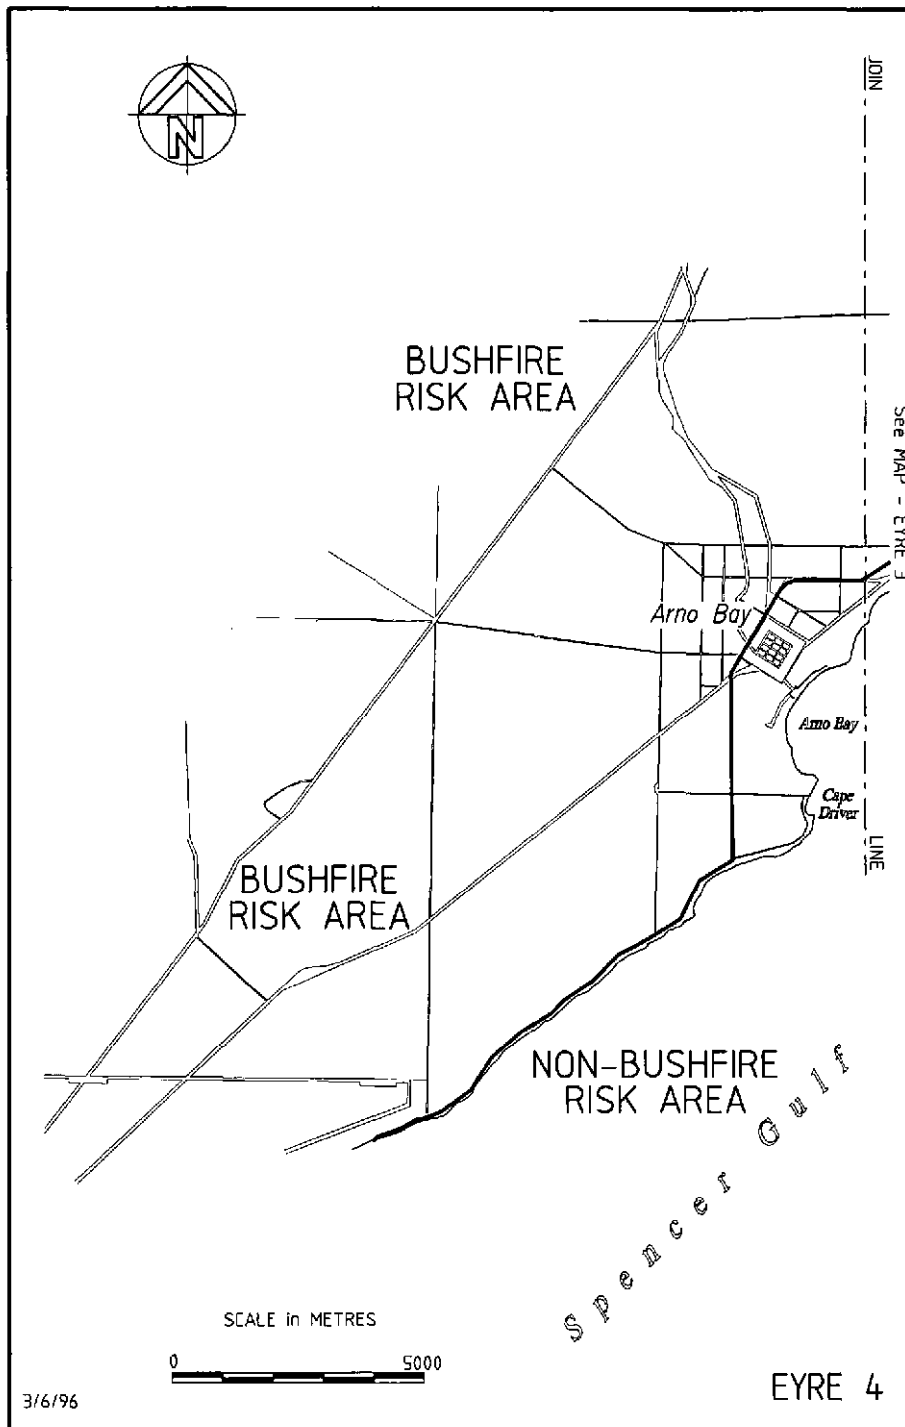 JOIN
N
BUSHFIRE
RISK AREA
See MAP - EYRE 3
Arno Bay
Arno Bay
Cape
Driver
LINE
BUSHFIRE
RISK AREA
NON-BUSHFIRE
RISK AREA
Spencer Gulf
SCALE in METRES
0 5000
3/6/96
EYRE 4